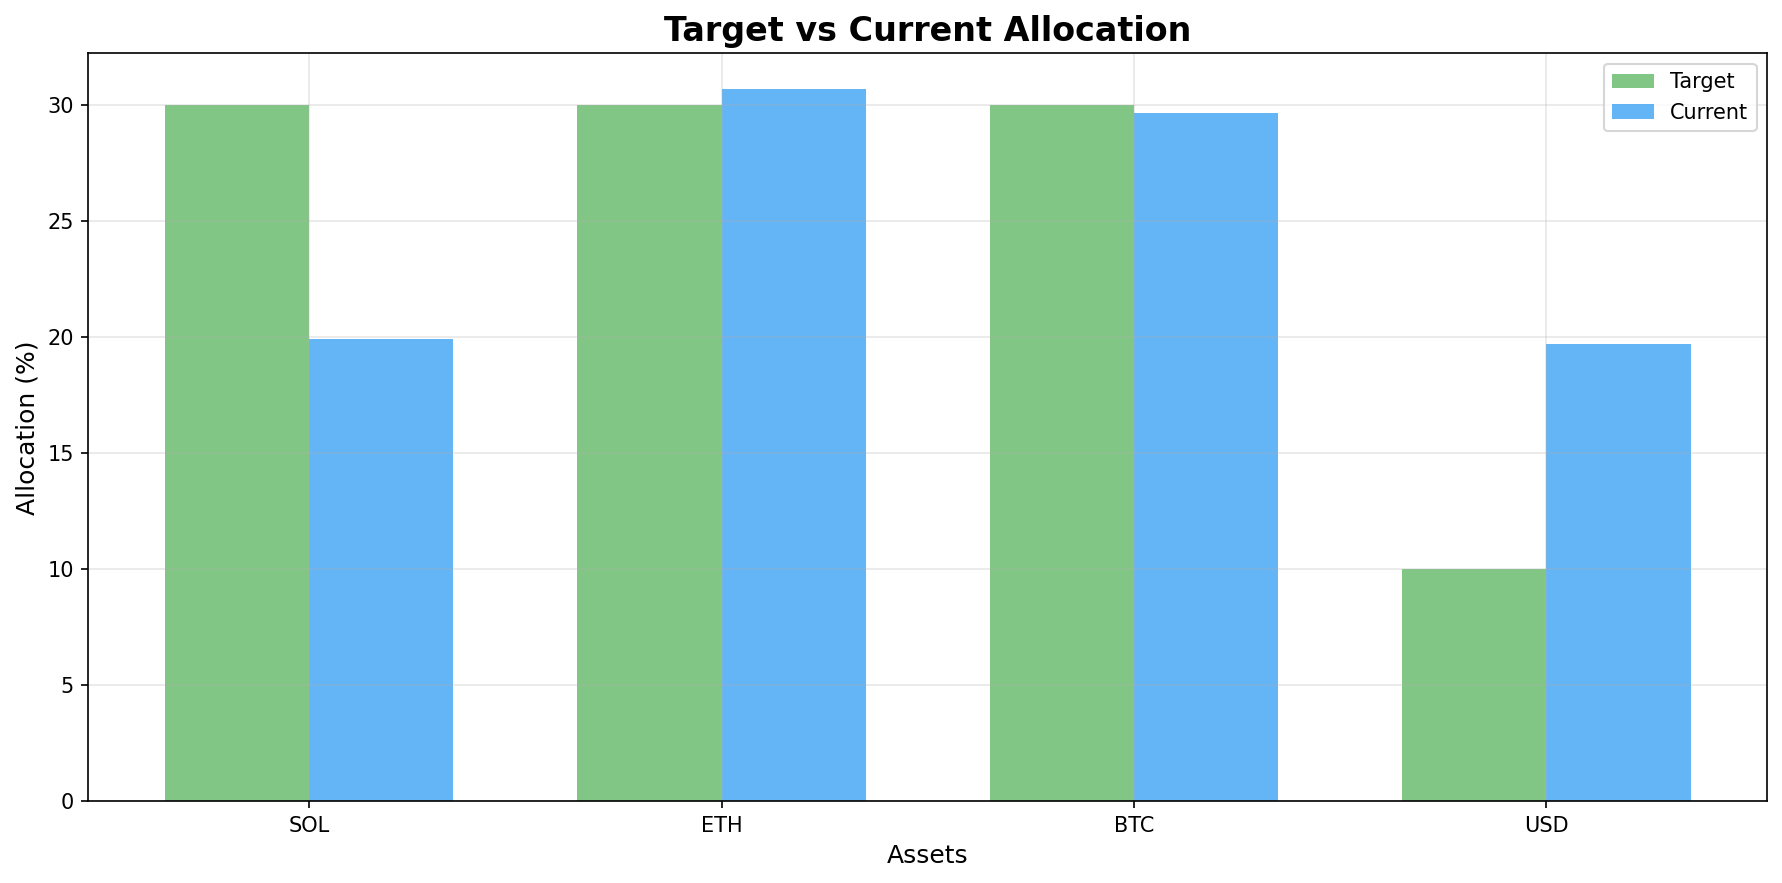 Target vs Current Allocation
Target
Current
Allocation (%)
30
25
20
15
10
5
0
SOL
ETH
BTC
USD
Assets